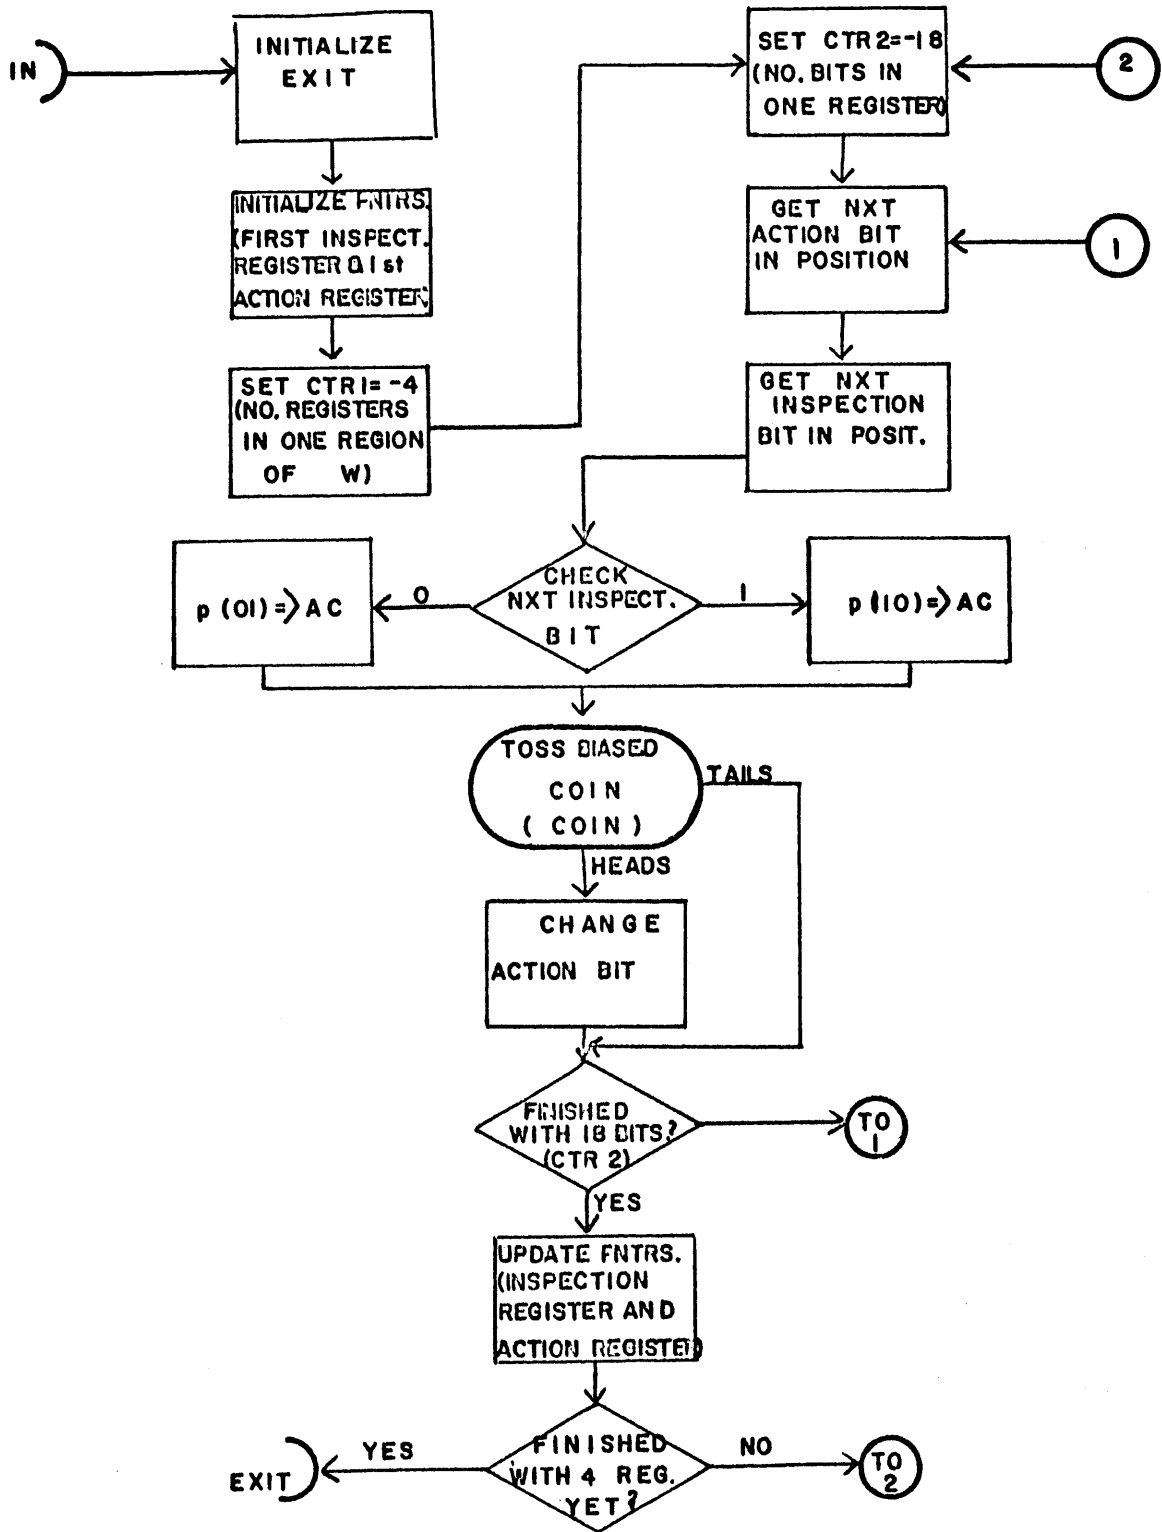 IN
INITIALIZE
EXIT
INITIALIZE PNTRS.
(FIRST INSPECT.
REGISTER & 1st
ACTION REGISTER)
SET CTR1= -4
(NO. REGISTERS
IN ONE REGION
OF W)
SET CTR2=-18
(NO. BITS IN
ONE REGISTER)
2
GET NXT
ACTION BIT
IN POSITION
1
GET NXT
INSPECTION
BIT IN POSIT.
CHECK
NXT INSPECT.
BIT
0
1
p (01)=>AC
p (10)=>AC
TOSS BIASED
COIN
( COIN )
TAILS
HEADS
CHANGE
ACTION BIT
FINISHED
WITH 18 BITS?
(CTR 2)
TO
1
YES
UPDATE PNTRS.
(INSPECTION
REGISTER AND
ACTION REGISTER)
FINISHED
WITH 4 REG.
YET?
YES
EXIT
NO
TO
2